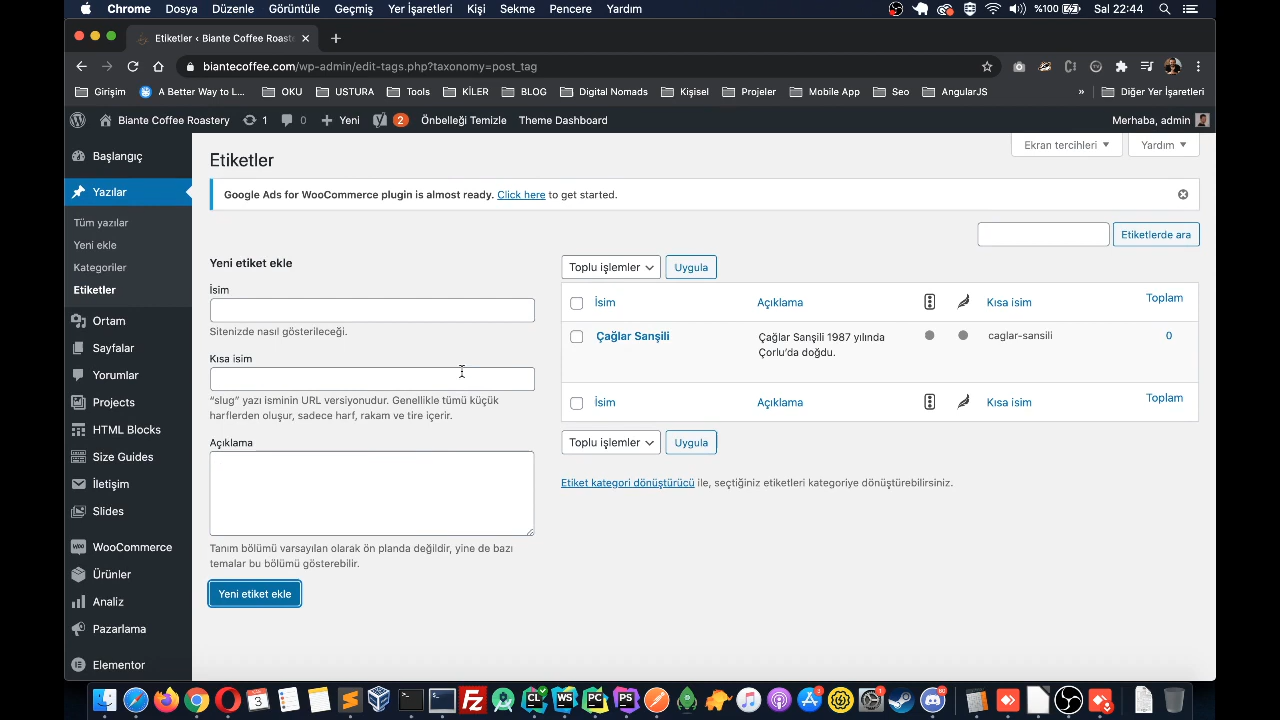 Chrome Dosya Düzenle Görüntüle Geçmiş Yer İşaretleri Kişi Sekme Pencere Yardım %100 Sal 22:44
Etiketler ‹ Biante Coffee Roast
biantecoffee.com/wp-admin/edit-tags.php?taxonomy=post_tag
Girişim A Better Way to L... OKU USTURA Tools KİLER BLOG Digital Nomads Kişisel Projeler Mobile App Seo AngularJS » Diğer Yer İşaretleri
Biante Coffee Roastery 1 0 Yeni 2 Önbelleği Temizle Theme Dashboard Merhaba, admin
Başlangıç
Yazılar
Tüm yazılar
Yeni ekle
Kategoriler
Etiketler
Ortam
Sayfalar
Yorumlar
Projects
HTML Blocks
Size Guides
İletişim
Slides
WooCommerce
Ürünler
Analiz
Pazarlama
Elementor
Ekran tercihleri Yardım
Etiketler
Google Ads for WooCommerce plugin is almost ready. Click here to get started.
Etiketlerde ara
Yeni etiket ekle
İsim
Sitenizde nasıl gösterileceği.
Kısa isim
“slug” yazı isminin URL versiyonudur. Genellikle tümü küçük
harflerden oluşur, sadece harf, rakam ve tire içerir.
Açıklama
Tanım bölümü varsayılan olarak ön planda değildir, yine de bazı
temalar bu bölümü gösterebilir.
Yeni etiket ekle
Toplu işlemler Uygula
İsim Açıklama Kısa isim Toplam
Çağlar Sanşili Çağlar Sanşili 1987 yılında caglar-sansili 0
Çorlu’da doğdu.
İsim Açıklama Kısa isim Toplam
Toplu işlemler Uygula
Etiket kategori dönüştürücü ile, seçtiğiniz etiketleri kategoriye dönüştürebilirsiniz.